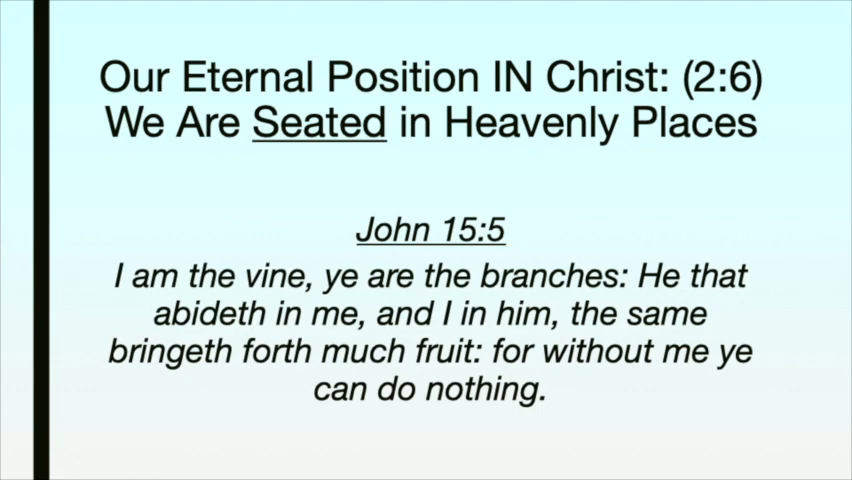 Our Eternal Position IN Christ: (2:6)
We Are Seated in Heavenly Places
John 15:5
I am the vine, ye are the branches: He that
abideth in me, and I in him, the same
bringeth forth much fruit: for without me ye
can do nothing.